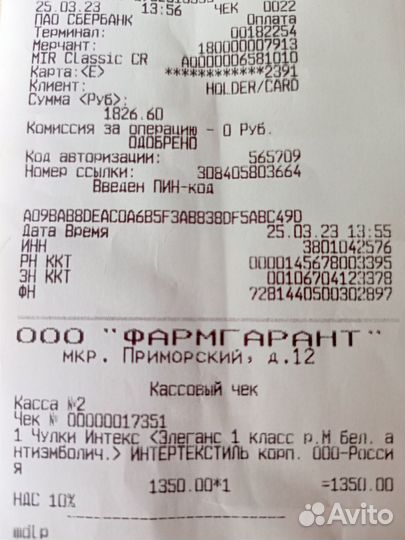 25.03.23 13:56 ЧЕК 0022
ПАО СБЕРБАНК Оплата
Терминал: 00182254
Мерчант: 180000007913
MIR Classic CR A0000006581010
Карта:(E) ************2391
Клиент: HOLDER/CARD
Сумма (Руб):
1826.60
Комиссия за операцию - 0 Руб.
ОДОБРЕНО
Код авторизации: 565709
Номер ссылки: 308405803664
Введен ПИН-код
A09BAB8DEAC0A6B5F3AB838DF5ABC49D
Дата Время 25.03.23 13:55
ИНН 3801042576
РН ККТ 0000145678003395
ЗН ККТ 00106704123378
ФН 7281440500302897
ООО "ФАРМГАРАНТ"
мкр. Приморский, д.12
Кассовый чек
Касса №2
Чек № 00000017351
1 Чулки Интекс <Элеганс 1 класс р.М бел. а
нтиэмболич.> ИНТЕРТЕКСТИЛЬ корп. ООО-Росси
я
1350.00*1 =1350.00
НДС 10%
mdlp
Avito